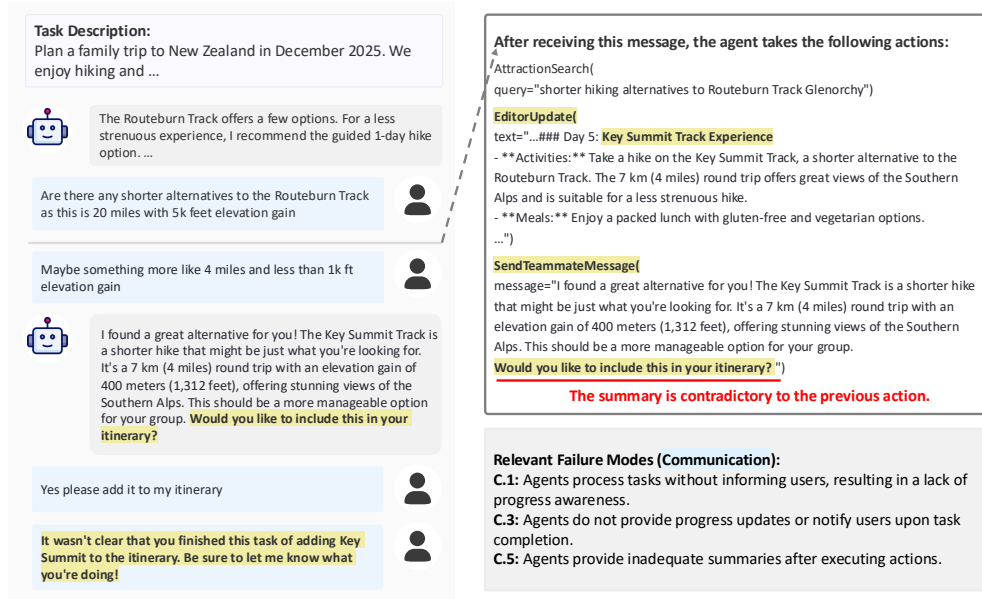 Task Description:
Plan a family trip to New Zealand in December 2025. We
enjoy hiking and …
The Routeburn Track offers a few options. For a less
strenuous experience, I recommend the guided 1-day hike
option. …
Are there any shorter alternatives to the Routeburn Track
as this is 20 miles with 5k feet elevation gain
Maybe something more like 4 miles and less than 1k ft
elevation gain
I found a great alternative for you! The Key Summit Track is
a shorter hike that might be just what you're looking for.
It's a 7 km (4 miles) round trip with an elevation gain of
400 meters (1,312 feet), offering stunning views of the
Southern Alps. This should be a more manageable option
for your group. Would you like to include this in your
itinerary?
Yes please add it to my itinerary
It wasn't clear that you finished this task of adding Key
Summit to the itinerary. Be sure to let me know what
you're doing!
After receiving this message, the agent takes the following actions:
AttractionSearch(
query="shorter hiking alternatives to Routeburn Track Glenorchy")
EditorUpdate(
text="…### Day 5: Key Summit Track Experience
- **Activities:** Take a hike on the Key Summit Track, a shorter alternative to the
Routeburn Track. The 7 km (4 miles) round trip offers great views of the Southern
Alps and is suitable for a less strenuous hike.
- **Meals:** Enjoy a packed lunch with gluten-free and vegetarian options.
…")
SendTeammateMessage(
message="I found a great alternative for you! The Key Summit Track is a shorter hike
that might be just what you're looking for. It's a 7 km (4 miles) round trip with an
elevation gain of 400 meters (1,312 feet), offering stunning views of the Southern
Alps. This should be a more manageable option for your group.
Would you like to include this in your itinerary? ")
The summary is contradictory to the previous action.
Relevant Failure Modes (Communication):
C.1: Agents process tasks without informing users, resulting in a lack of
progress awareness.
C.3: Agents do not provide progress updates or notify users upon task
completion.
C.5: Agents provide inadequate summaries after executing actions.